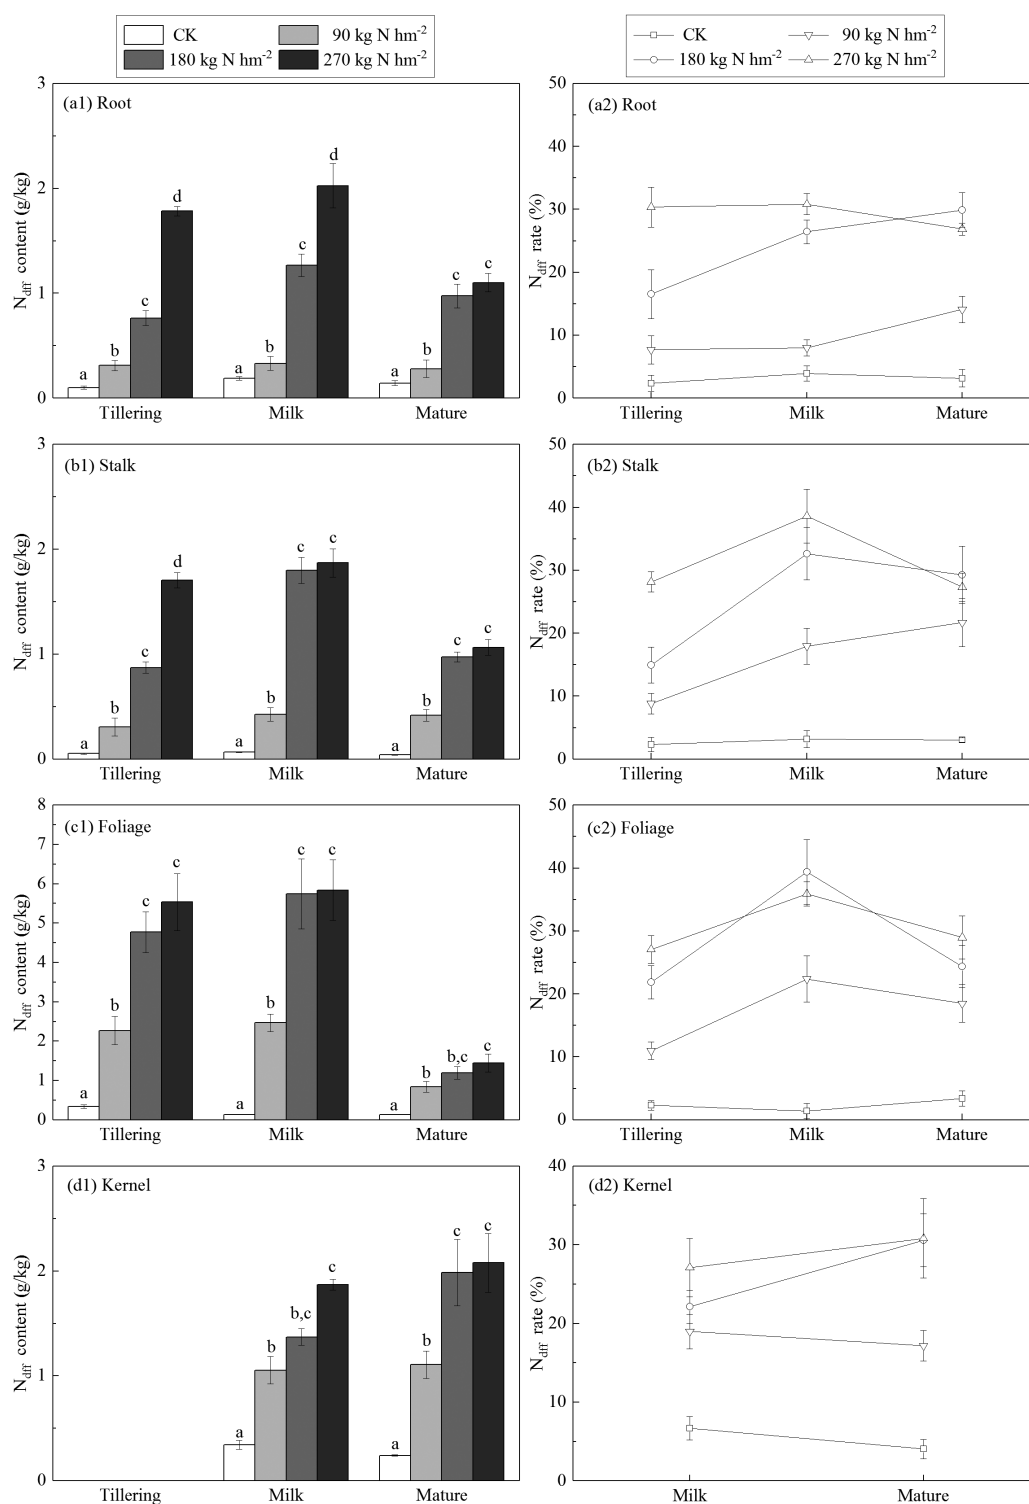 CK
90 kg N hm-2
180 kg N hm-2
270 kg N hm-2
CK
90 kg N hm-2
180 kg N hm-2
270 kg N hm-2
(a1) Root
Ndff content (g/kg)
3
2
1
0
a
b
c
d
a
b
c
d
a
b
c
c
Tillering
Milk
Mature
(a2) Root
Ndff rate (%)
50
40
30
20
10
0
Tillering
Milk
Mature
(b1) Stalk
Ndff content (g/kg)
3
2
1
0
a
b
c
d
a
b
c
c
a
b
c
c
Tillering
Milk
Mature
(b2) Stalk
Ndff rate (%)
50
40
30
20
10
0
Tillering
Milk
Mature
(c1) Foliage
Ndff content (g/kg)
8
7
6
5
4
3
2
1
0
a
b
c
c
a
b
c
c
a
b
b,c
c
Tillering
Milk
Mature
(c2) Foliage
Ndff rate (%)
50
40
30
20
10
0
Tillering
Milk
Mature
(d1) Kernel
Ndff content (g/kg)
3
2
1
0
a
b
b,c
c
a
b
c
c
Tillering
Milk
Mature
(d2) Kernel
Ndff rate (%)
40
30
20
10
0
Milk
Mature